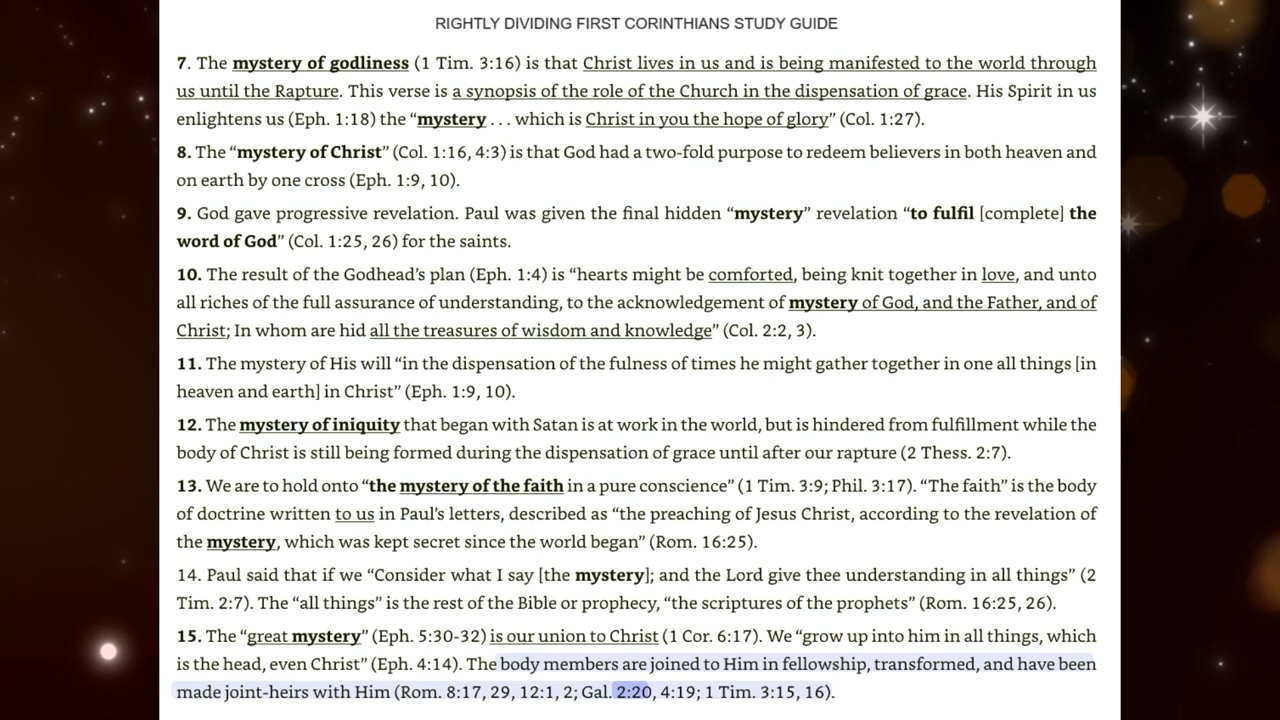 RIGHTLY DIVIDING FIRST CORINTHIANS STUDY GUIDE
7. The mystery of godliness (1 Tim. 3:16) is that Christ lives in us and is being manifested to the world through
us until the Rapture. This verse is a synopsis of the role of the Church in the dispensation of grace. His Spirit in us
enlightens us (Eph. 1:18) the “mystery . . . which is Christ in you the hope of glory” (Col. 1:27).
8. The “mystery of Christ” (Col. 1:16, 4:3) is that God had a two-fold purpose to redeem believers in both heaven and
on earth by one cross (Eph. 1:9, 10).
9. God gave progressive revelation. Paul was given the final hidden “mystery” revelation “to fulfil [complete] the
word of God” (Col. 1:25, 26) for the saints.
10. The result of the Godhead’s plan (Eph. 1:4) is “hearts might be comforted, being knit together in love, and unto
all riches of the full assurance of understanding, to the acknowledgement of mystery of God, and the Father, and of
Christ; In whom are hid all the treasures of wisdom and knowledge” (Col. 2:2, 3).
11. The mystery of His will “in the dispensation of the fulness of times he might gather together in one all things [in
heaven and earth] in Christ” (Eph. 1:9, 10).
12. The mystery of iniquity that began with Satan is at work in the world, but is hindered from fulfillment while the
body of Christ is still being formed during the dispensation of grace until after our rapture (2 Thess. 2:7).
13. We are to hold onto “the mystery of the faith in a pure conscience” (1 Tim. 3:9; Phil. 3:17). “The faith” is the body
of doctrine written to us in Paul’s letters, described as “the preaching of Jesus Christ, according to the revelation of
the mystery, which was kept secret since the world began” (Rom. 16:25).
14. Paul said that if we “Consider what I say [the mystery]; and the Lord give thee understanding in all things” (2
Tim. 2:7). The “all things” is the rest of the Bible or prophecy, “the scriptures of the prophets” (Rom. 16:25, 26).
15. The “great mystery” (Eph. 5:30-32) is our union to Christ (1 Cor. 6:17). We “grow up into him in all things, which
is the head, even Christ” (Eph. 4:14). The body members are joined to Him in fellowship, transformed, and have been
made joint-heirs with Him (Rom. 8:17, 29, 12:1, 2; Gal. 2:20, 4:19; 1 Tim. 3:15, 16).